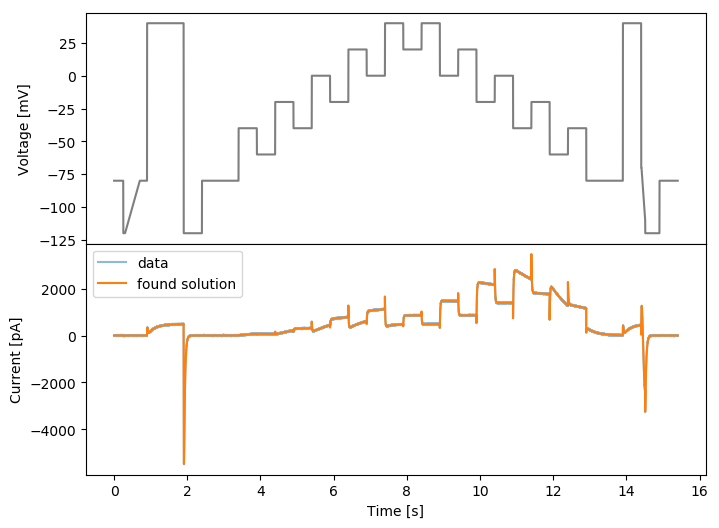 25
0
−25
−50
−75
−100
−125
Voltage [mV]
data
found solution
2000
0
−2000
−4000
Current [pA]
0 2 4 6 8 10 12 14 16
Time [s]